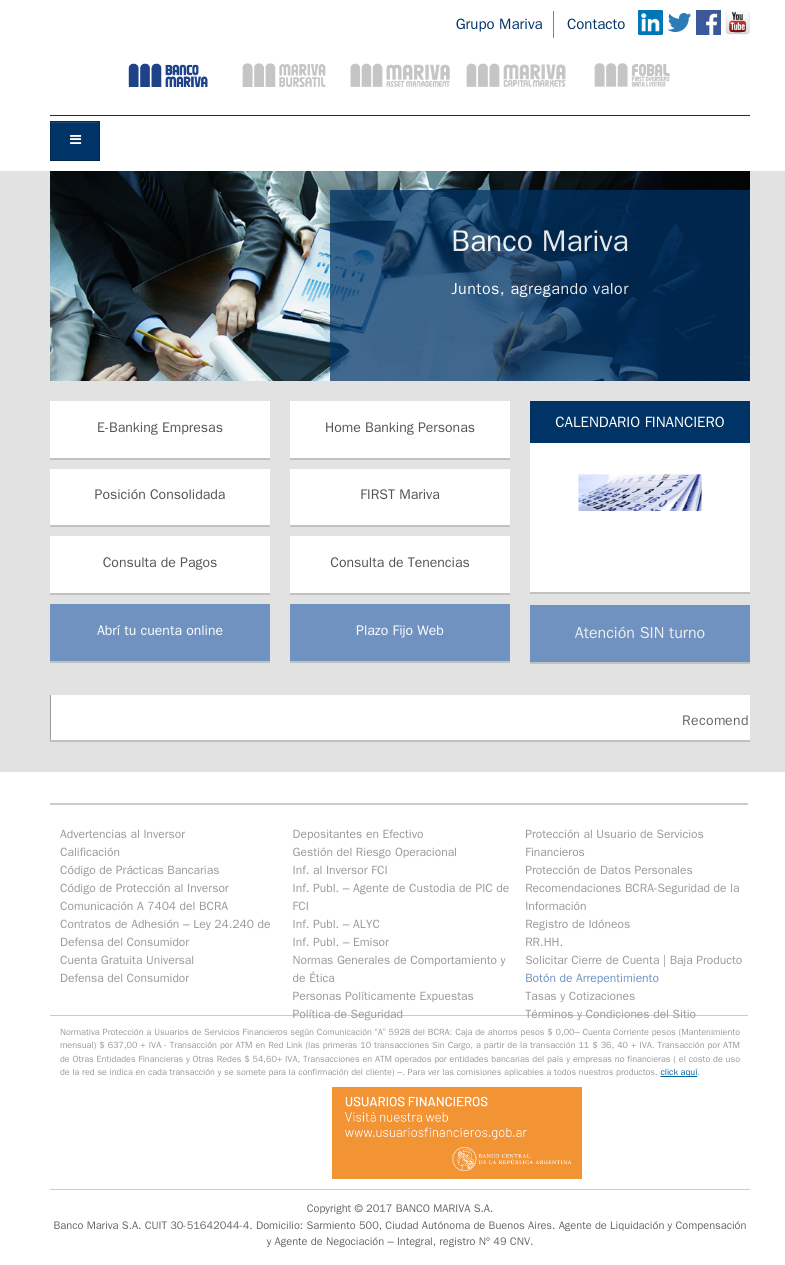 Grupo Mariva
Contacto
in
You
Tube
BANCO
MARIVA
MARIVA
BURSATIL
MARIVA
ASSET MANAGEMENT
MARIVA
CAPITAL MARKETS
FOBAL
FIRST OVERSEAS
BANK LIMITED
Banco Mariva
Juntos, agregando valor
E-Banking Empresas
Home Banking Personas
CALENDARIO FINANCIERO
Posición Consolidada
FIRST Mariva
Consulta de Pagos
Consulta de Tenencias
Abrí tu cuenta online
Plazo Fijo Web
Atención SIN turno
Recomend
Advertencias al Inversor
Calificación
Código de Prácticas Bancarias
Código de Protección al Inversor
Comunicación A 7404 del BCRA
Contratos de Adhesión – Ley 24.240 de
Defensa del Consumidor
Cuenta Gratuita Universal
Defensa del Consumidor
Depositantes en Efectivo
Gestión del Riesgo Operacional
Inf. al Inversor FCI
Inf. Publ. – Agente de Custodia de PIC de
FCI
Inf. Publ. – ALYC
Inf. Publ. – Emisor
Normas Generales de Comportamiento y
de Ética
Personas Políticamente Expuestas
Política de Seguridad
Protección al Usuario de Servicios
Financieros
Protección de Datos Personales
Recomendaciones BCRA-Seguridad de la
Información
Registro de Idóneos
RR.HH.
Solicitar Cierre de Cuenta | Baja Producto
Botón de Arrepentimiento
Tasas y Cotizaciones
Términos y Condiciones del Sitio
Normativa Protección a Usuarios de Servicios Financieros según Comunicación "A" 5928 del BCRA: Caja de ahorros pesos $ 0,00– Cuenta Corriente pesos (Mantenimiento
mensual) $ 637,00 + IVA - Transacción por ATM en Red Link (las primeras 10 transacciones Sin Cargo, a partir de la transacción 11 $ 36, 40 + IVA. Transacción por ATM
de Otras Entidades Financieras y Otras Redes $ 54,60+ IVA, Transacciones en ATM operados por entidades bancarias del país y empresas no financieras ( el costo de uso
de la red se indica en cada transacción y se somete para la confirmación del cliente) –. Para ver las comisiones aplicables a todos nuestros productos. click aquí.
USUARIOS FINANCIEROS
Visitá nuestra web
www.usuariosfinancieros.gob.ar
BANCO CENTRAL
DE LA REPÚBLICA ARGENTINA
Copyright © 2017 BANCO MARIVA S.A.
Banco Mariva S.A. CUIT 30-51642044-4. Domicilio: Sarmiento 500, Ciudad Autónoma de Buenos Aires. Agente de Liquidación y Compensación
y Agente de Negociación – Integral, registro Nº 49 CNV.